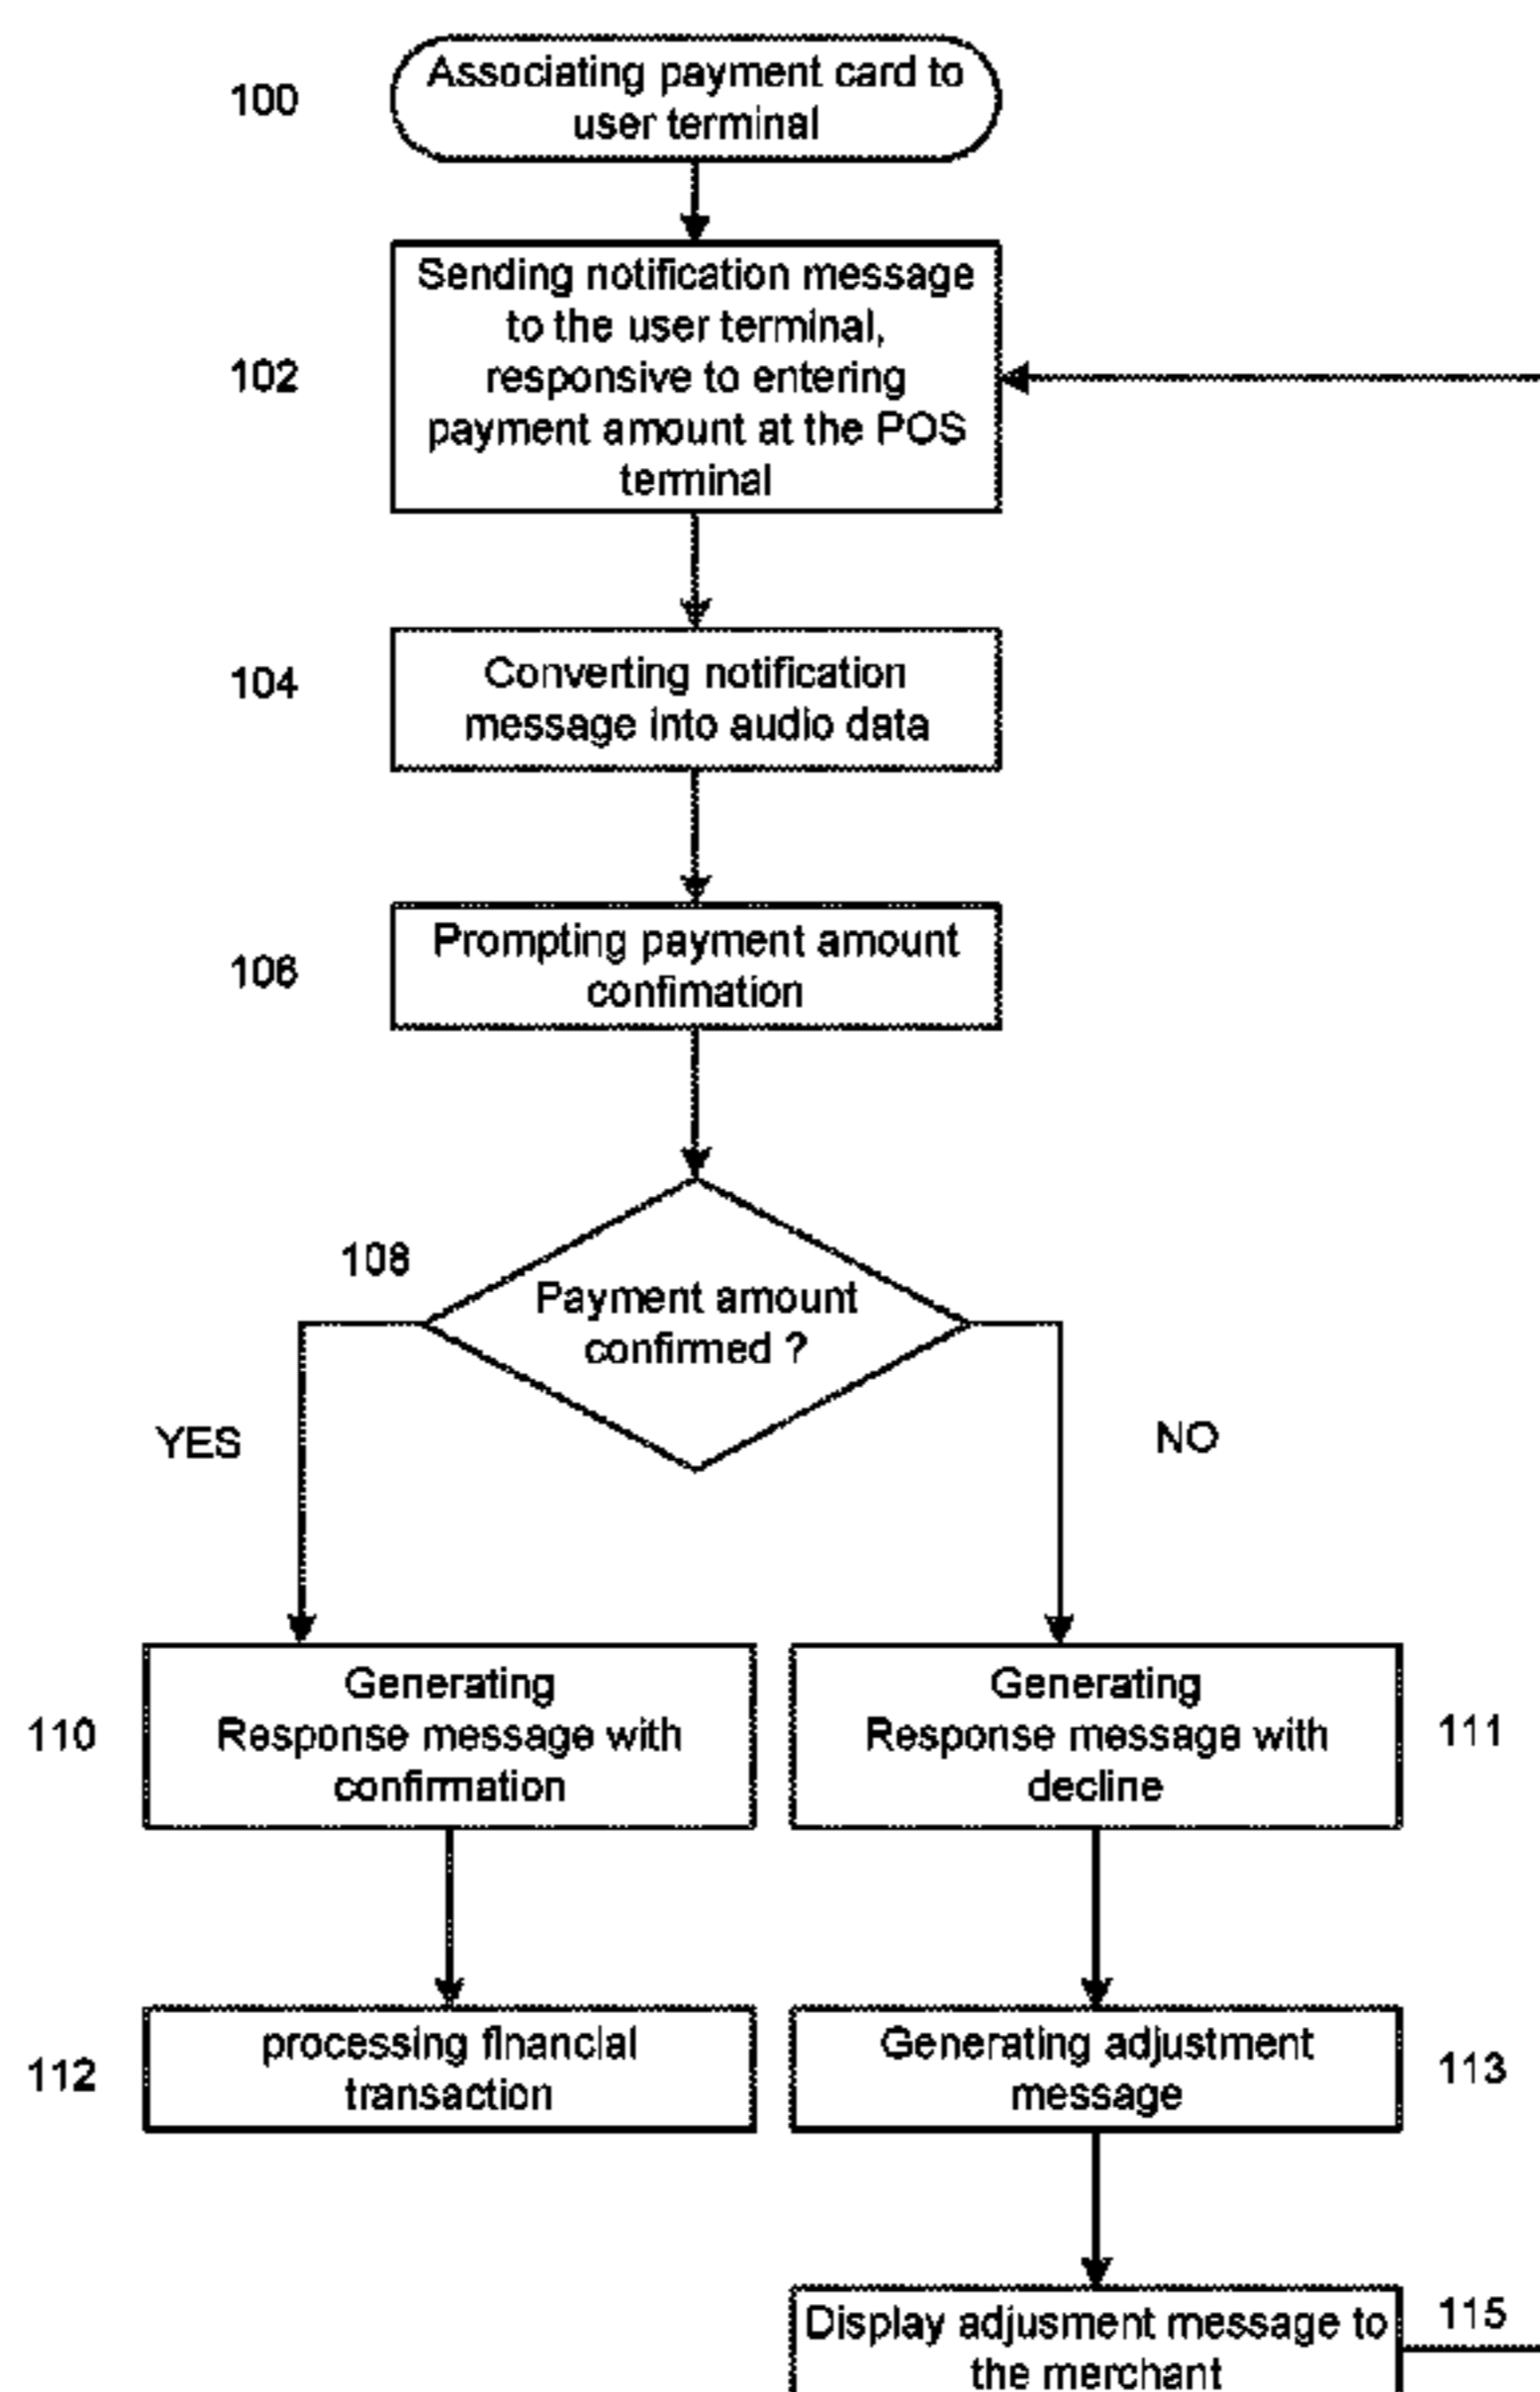 100
Associating payment card to
user terminal
102
Sending notification message
to the user terminal,
responsive to entering
payment amount at the POS
terminal
104
Converting notification
message into audio data
106
Prompting payment amount
confimation
108
Payment amount
confirmed ?
YES
NO
110
Generating
Response message with
confirmation
Generating
Response message with
decline
111
112
processing financial
transaction
Generating adjustment
message
113
Display adjusment message to
the merchant
115